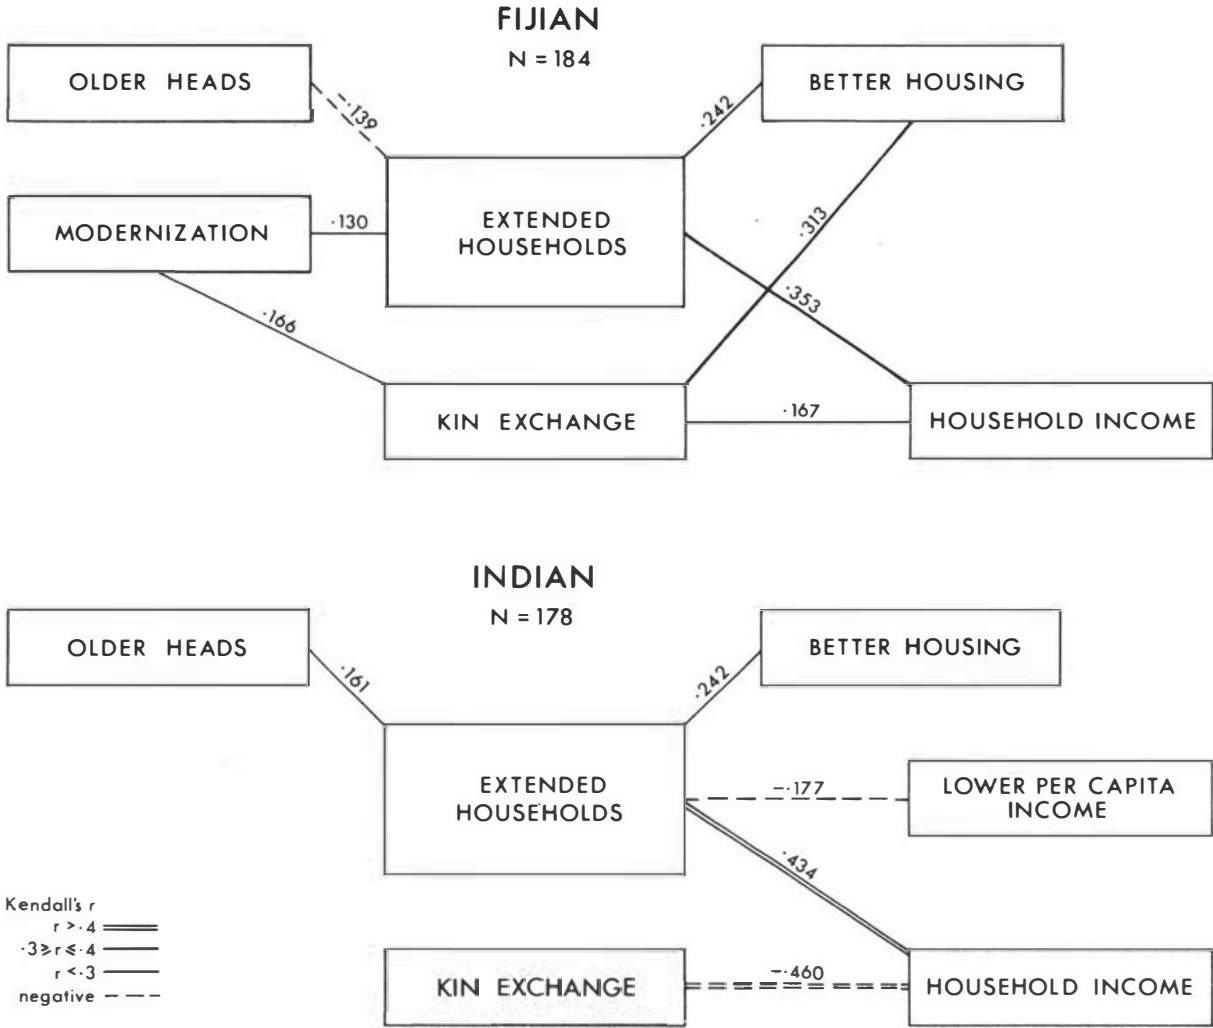 FIJIAN
N = 184
OLDER HEADS
BETTER HOUSING
-·139
·242
MODERNIZATION
·130
EXTENDED
HOUSEHOLDS
·313
·353
·166
KIN EXCHANGE
·167
HOUSEHOLD INCOME
INDIAN
N = 178
OLDER HEADS
BETTER HOUSING
·161
·242
EXTENDED
HOUSEHOLDS
-·177
LOWER PER CAPITA
INCOME
·434
KIN EXCHANGE
-·460
HOUSEHOLD INCOME
Kendall's r
r > ·4
·3 ≥ r ≤ ·4
r < ·3
negative